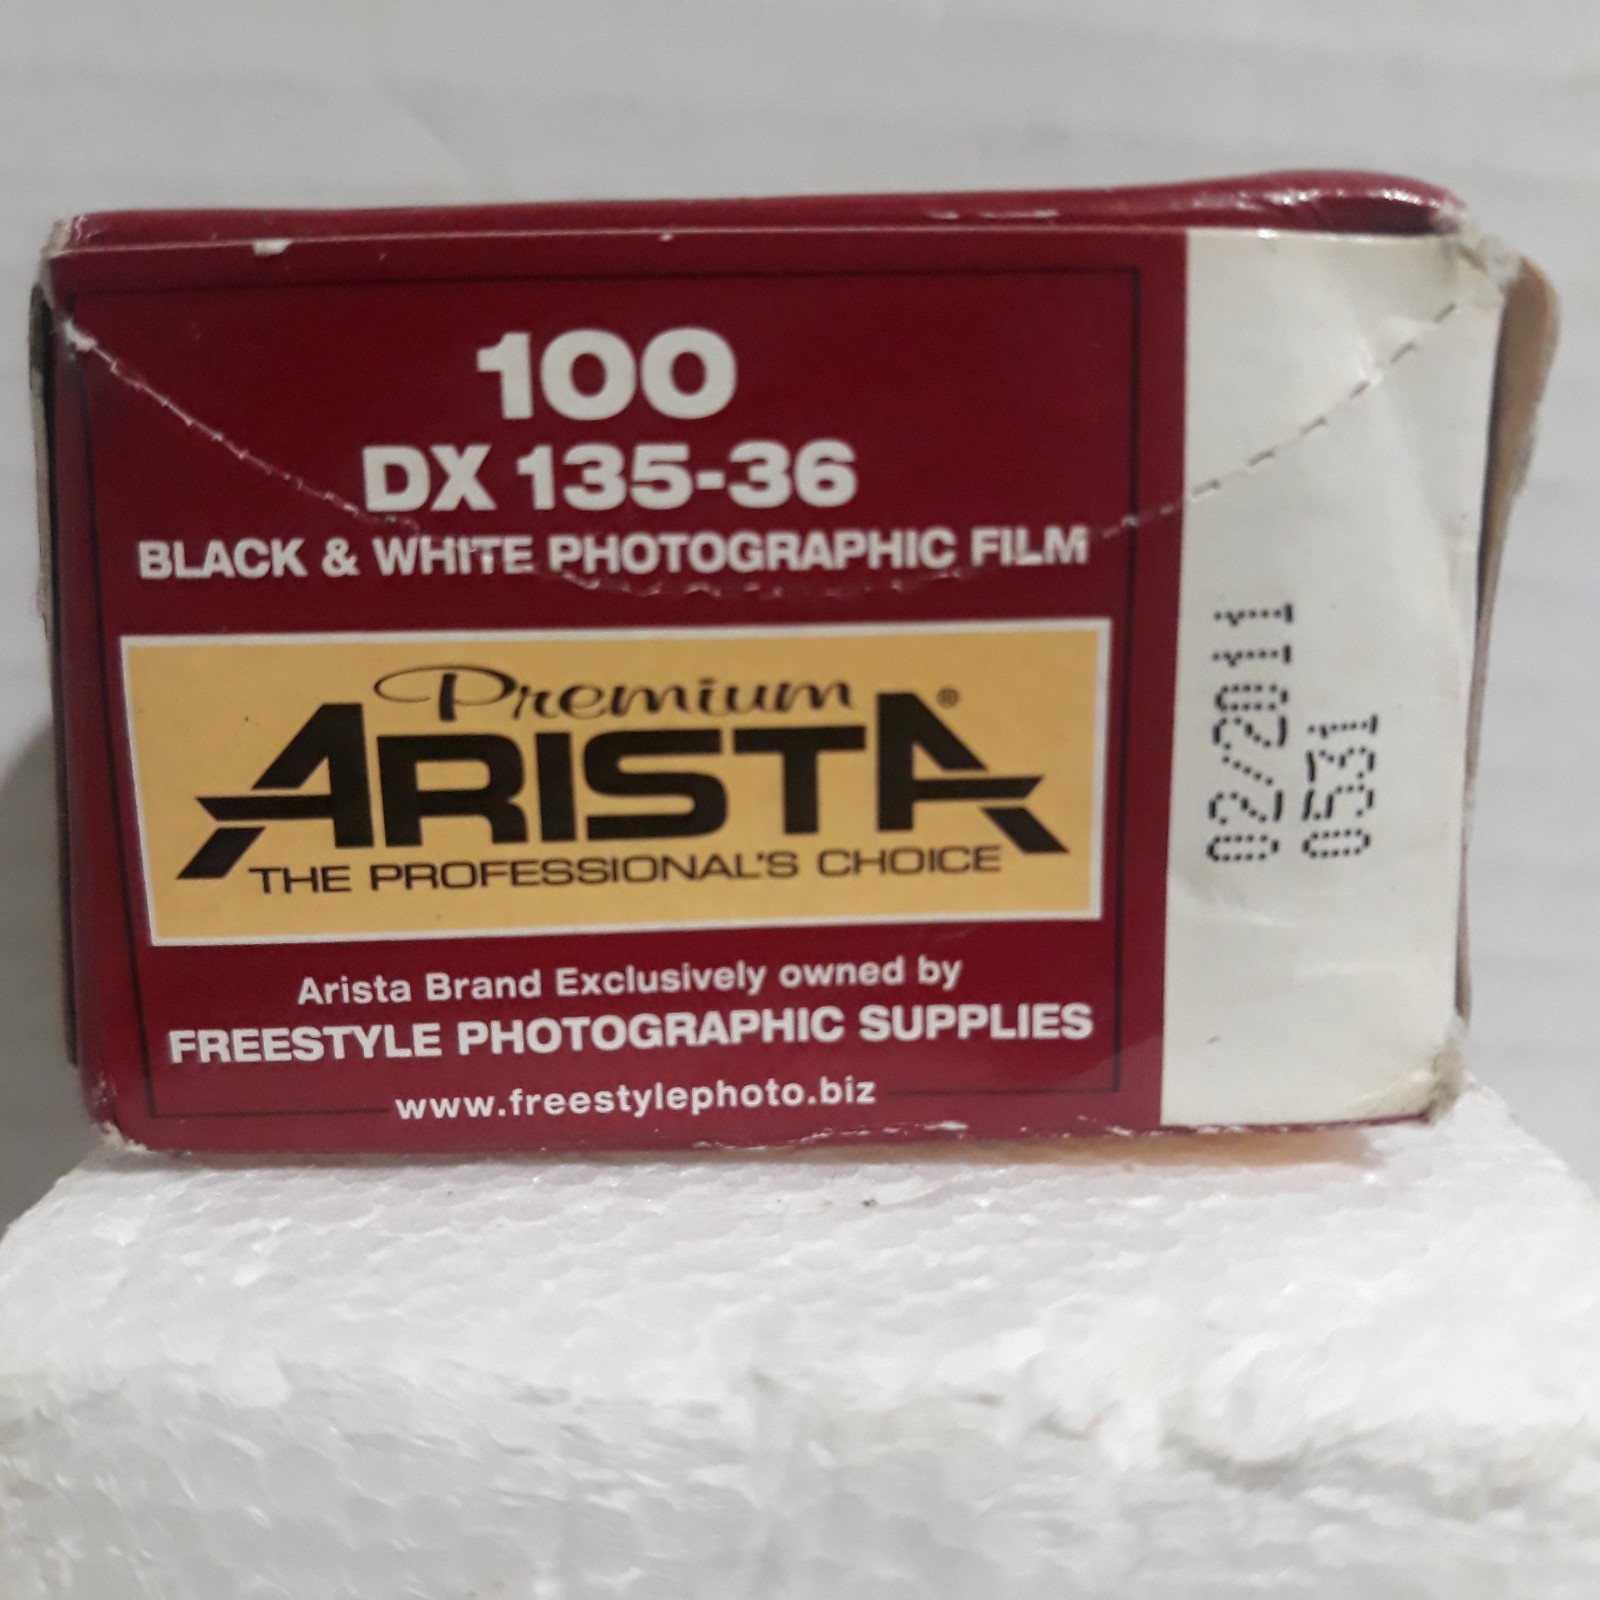 100
DX 135-36
BLACK & WHITE PHOTOGRAPHIC FILM
Premium
ARISTA®
THE PROFESSIONAL'S CHOICE
Arista Brand Exclusively owned by
FREESTYLE PHOTOGRAPHIC SUPPLIES
www.freestylephoto.biz
02/2011
0531